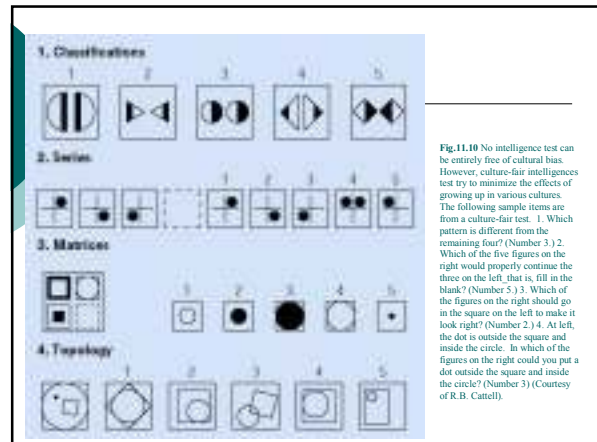 1. Classifications
1 2 3 4 5
2. Series
1 2 3 4 5
3. Matrices
1 2 3 4 5
4. Topology
1 2 3 4 5
Fig.11.10 No intelligence test can
be entirely free of cultural bias.
However, culture-fair intelligences
test try to minimize the effects of
growing up in various cultures.
The following sample items are
from a culture-fair test. 1. Which
pattern is different from the
remaining four? (Number 3.) 2.
Which of the five figures on the
right would properly continue the
three on the left that is, fill in the
blank? (Number 5.) 3. Which of
the figures on the right should go
in the square on the left to make it
look right? (Number 2.) 4. At left,
the dot is outside the square and
inside the circle. In which of the
figures on the right could you put a
dot outside the square and inside
the circle? (Number 3) (Courtesy
of R.B. Cattell).